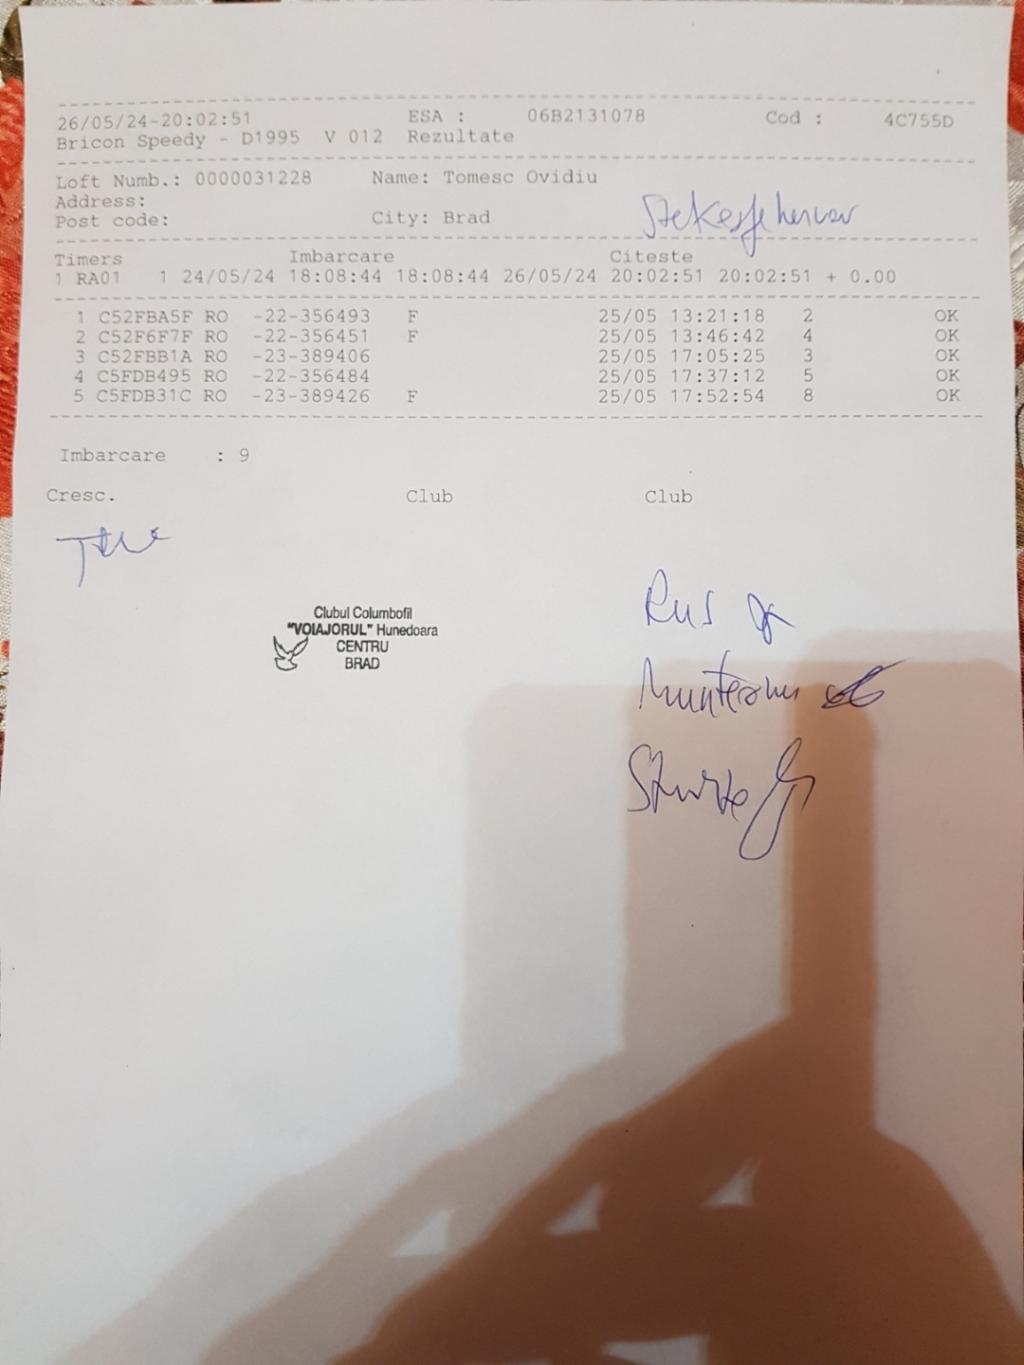 26/05/24-20:02:51 ESA : 06B2131078 Cod : 4C755D
Bricon Speedy - D1995 V 012 Rezultate
Loft Numb.: 0000031228 Name: Tomesc Ovidiu
Address:
Post code: City: Brad
Timers Imbarcare Citeste
1 RA01 1 24/05/24 18:08:44 18:08:44 26/05/24 20:02:51 20:02:51 + 0.00
1 C52FBA5F RO -22-356493 F 25/05 13:21:18 2 OK
2 C52F6F7F RO -22-356451 F 25/05 13:46:42 4 OK
3 C52FBB1A RO -23-389406 25/05 17:05:25 3 OK
4 C5FDB495 RO -22-356484 25/05 17:37:12 5 OK
5 C5FDB31C RO -23-389426 F 25/05 17:52:54 8 OK
Imbarcare : 9
Cresc. Club Club
Clubul Columbofil
"VOIAJORUL" Hunedoara
CENTRU
BRAD
Rus
Munteanu